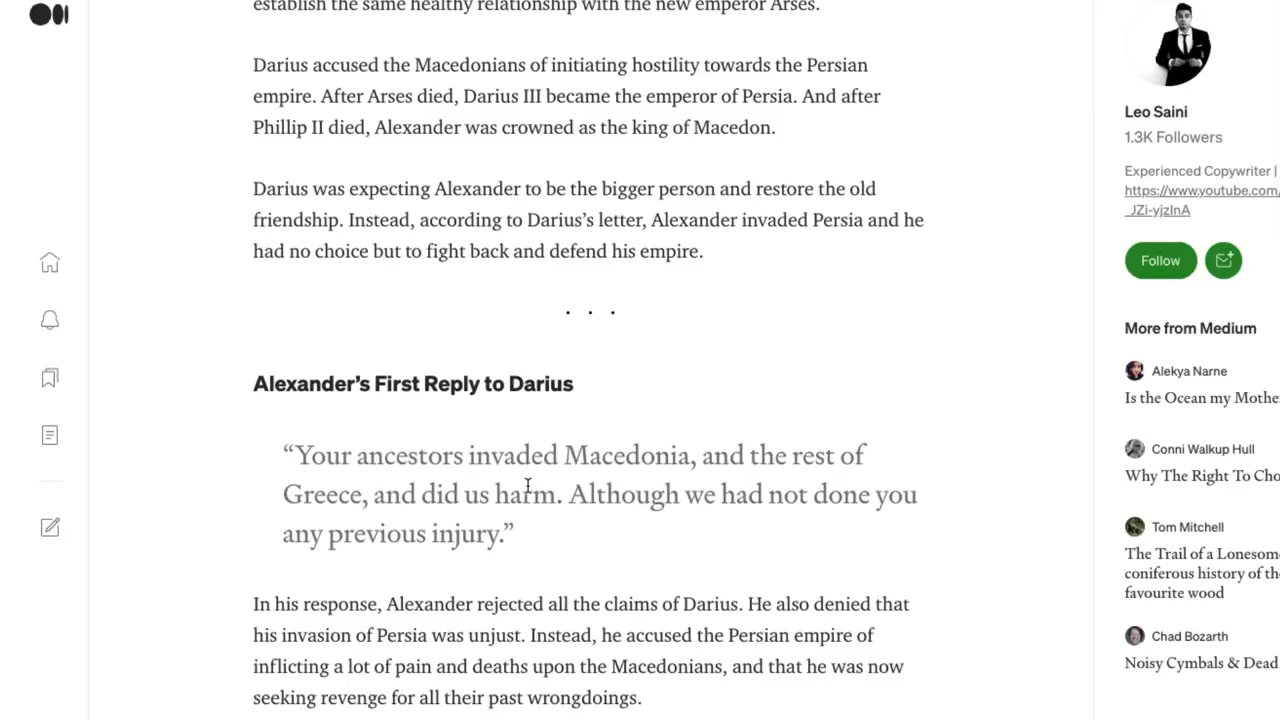 establish the same healthy relationship with the new emperor Arses.
Darius accused the Macedonians of initiating hostility towards the Persian
empire. After Arses died, Darius III became the emperor of Persia. And after
Phillip II died, Alexander was crowned as the king of Macedon.
Darius was expecting Alexander to be the bigger person and restore the old
friendship. Instead, according to Darius’s letter, Alexander invaded Persia and he
had no choice but to fight back and defend his empire.
. . .
Alexander’s First Reply to Darius
“Your ancestors invaded Macedonia, and the rest of
Greece, and did us harm. Although we had not done you
any previous injury.”
In his response, Alexander rejected all the claims of Darius. He also denied that
his invasion of Persia was unjust. Instead, he accused the Persian empire of
inflicting a lot of pain and deaths upon the Macedonians, and that he was now
seeking revenge for all their past wrongdoings.
Leo Saini
1.3K Followers
Experienced Copywriter |
https://www.youtube.com/
_JZi-yjzInA
Follow
More from Medium
Alekya Narne
Is the Ocean my Mothe
Conni Walkup Hull
Why The Right To Cho
Tom Mitchell
The Trail of a Lonesom
coniferous history of th
favourite wood
Chad Bozarth
Noisy Cymbals & Dead